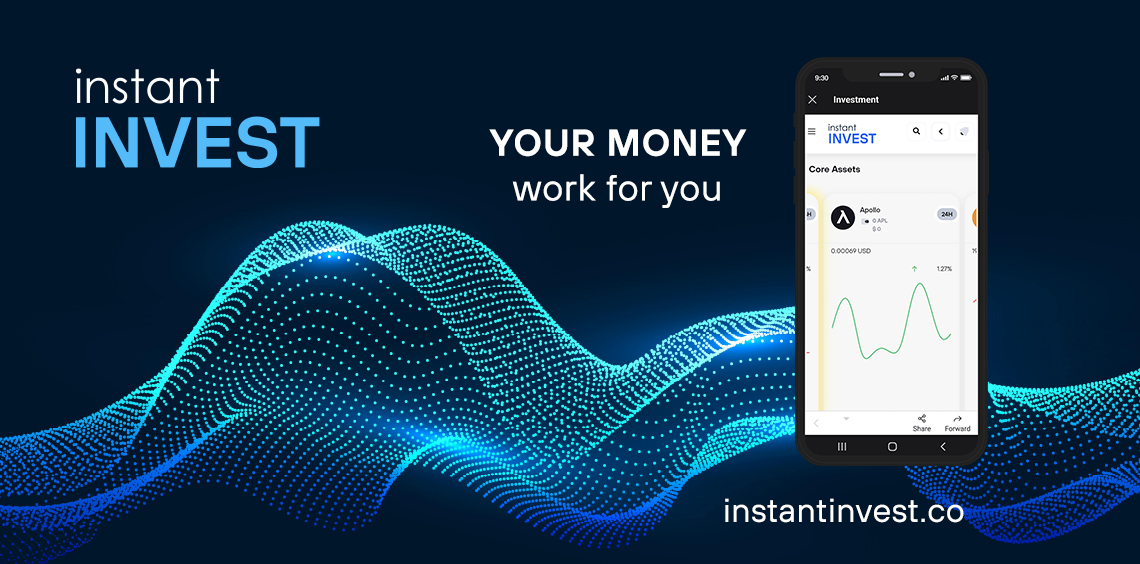 instant
INVEST
YOUR MONEY
work for you
9:30
Investment
instant
INVEST
Core Assets
H
Apollo
0 APL
$ 0
24H
0.00069 USD
1.27%
%
Share
Forward
instantinvest.co